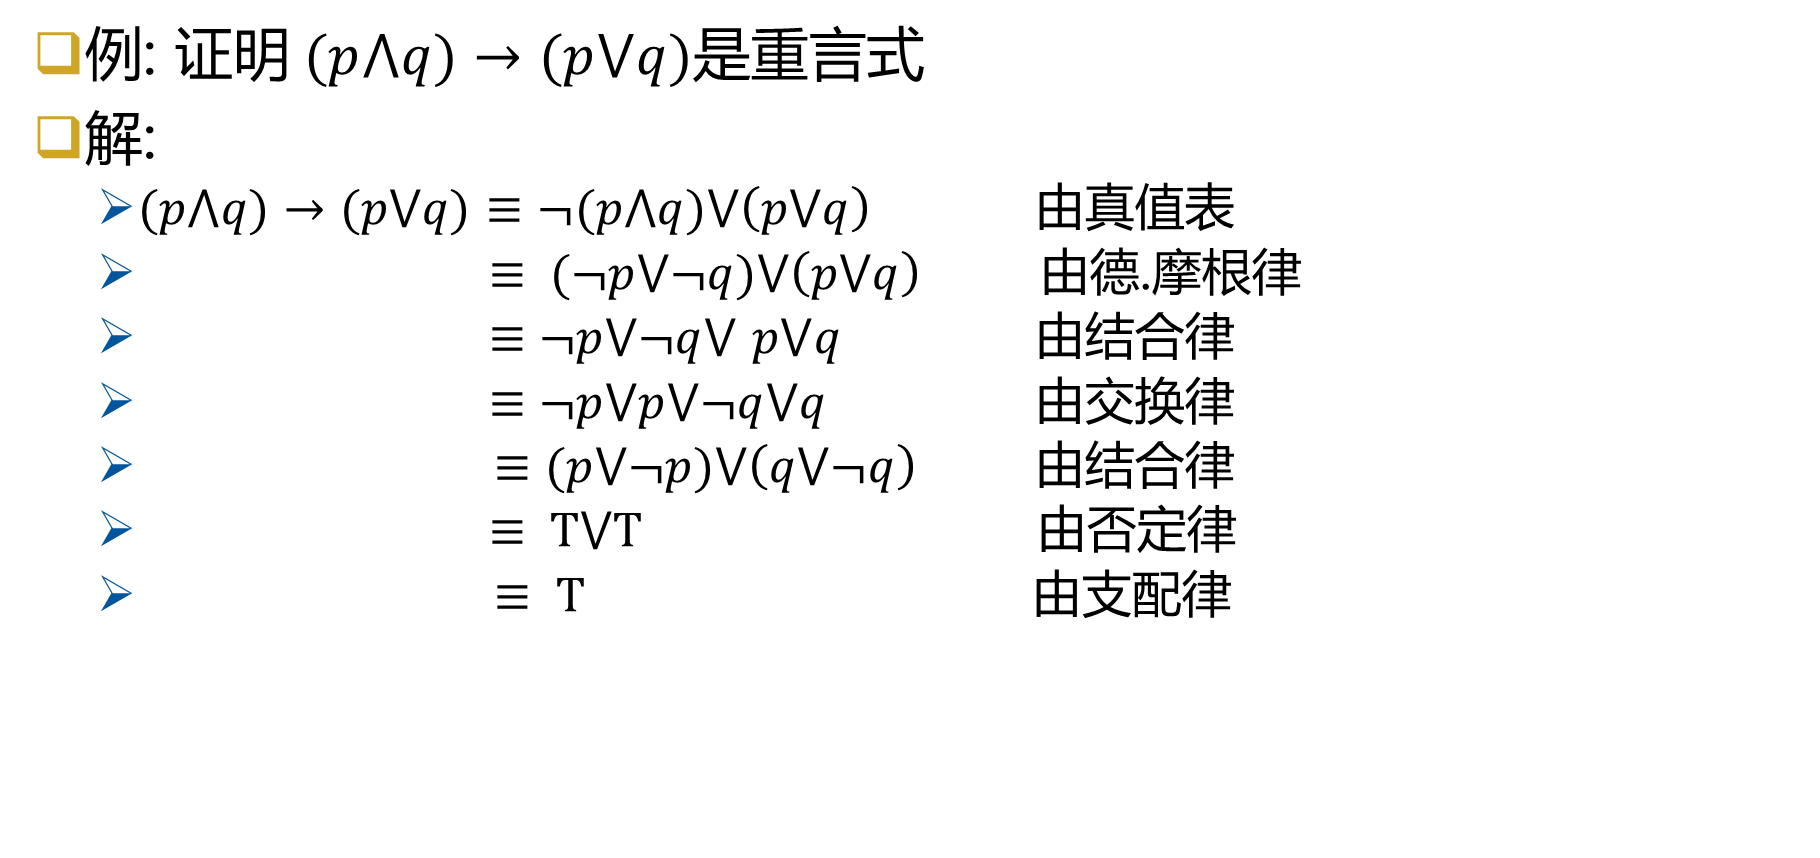 例: 证明 (p∧q) → (p∨q)是重言式
解:
(p∧q) → (p∨q) ≡ ¬(p∧q)∨(p∨q) 由真值表
≡ (¬p∨¬q)∨(p∨q) 由德.摩根律
≡ ¬p∨¬q∨ p∨q 由结合律
≡ ¬p∨p∨¬q∨q 由交换律
≡ (p∨¬p)∨(q∨¬q) 由结合律
≡ T∨T 由否定律
≡ T 由支配律